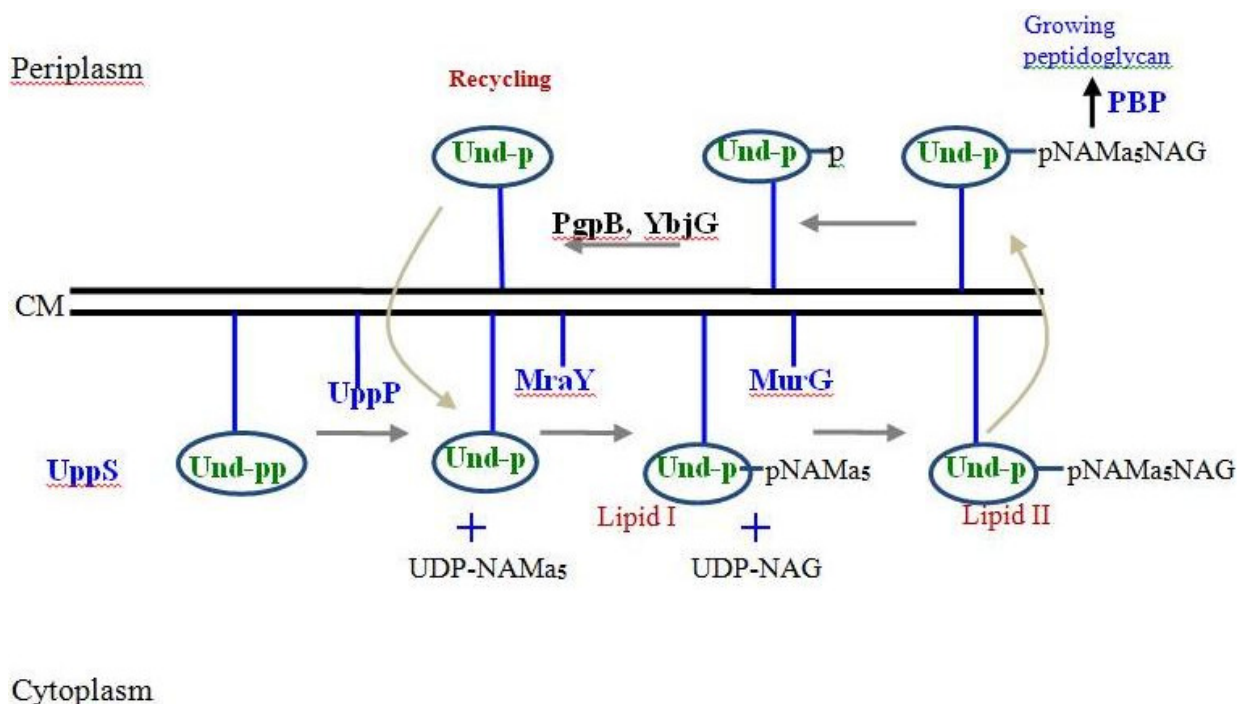 Growing
peptidoglycan
Periplasm
Recycling
PBP
Und-p
Und-p p
Und-p pNAMa₅NAG
PgpB, YbjG
CM
UppP
MraY
MurG
UppS
Und-pp
Und-p
Und-p pNAMa₅
Und-p pNAMa₅NAG
Lipid I
Lipid II
+
+
UDP-NAMa₅
UDP-NAG
Cytoplasm